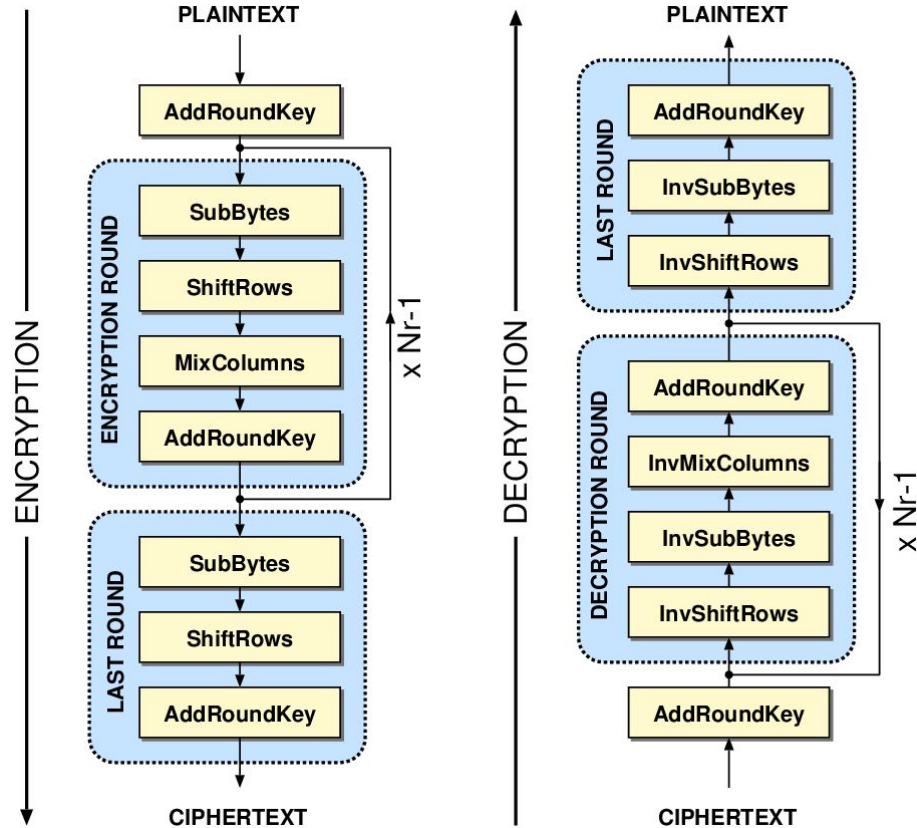 PLAINTEXT
AddRoundKey
ENCRYPTION ROUND
SubBytes
ShiftRows
MixColumns
AddRoundKey
x Nr-1
LAST ROUND
SubBytes
ShiftRows
AddRoundKey
CIPHERTEXT
ENCRYPTION
PLAINTEXT
LAST ROUND
AddRoundKey
InvSubBytes
InvShiftRows
DECRYPTION ROUND
AddRoundKey
InvMixColumns
InvSubBytes
InvShiftRows
x Nr-1
AddRoundKey
CIPHERTEXT
DECRYPTION